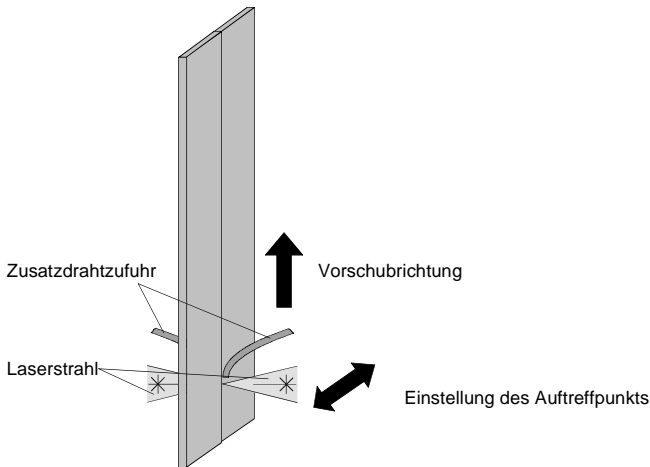 Zusatzdrahtzufuhr
Vorschubrichtung
Laserstrahl
Einstellung des Auftreffpunkts